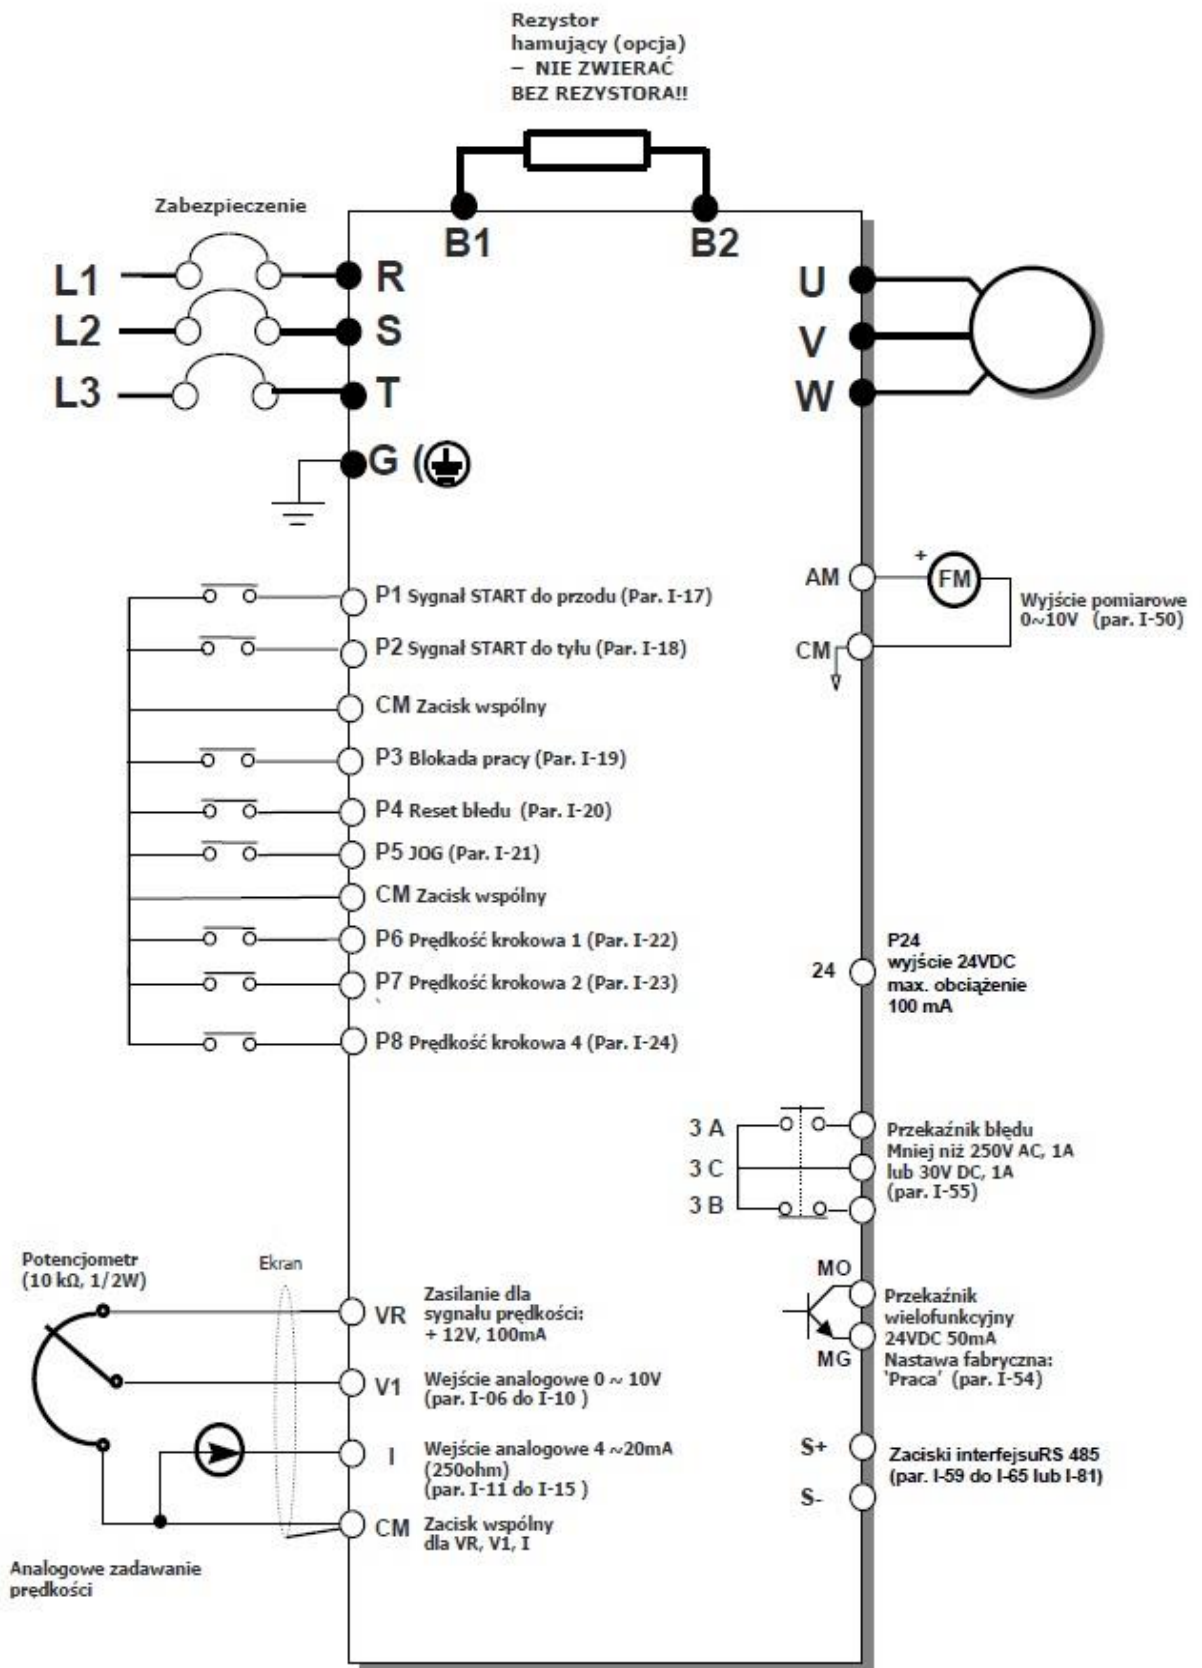 Rezystor
hamujący (opcja)
– NIE ZWIERAĆ
BEZ REZYSTORA!!
Zabezpieczenie
B1
B2
L1
R
U
L2
S
V
L3
T
W
G (
AM
+
FM
Wyjście pomiarowe
0~10V (par. I-50)
CM
P1 Sygnał START do przodu (Par. I-17)
P2 Sygnał START do tyłu (Par. I-18)
CM Zacisk wspólny
P3 Blokada pracy (Par. I-19)
P4 Reset błedu (Par. I-20)
P5 JOG (Par. I-21)
CM Zacisk wspólny
P6 Prędkość krokowa 1 (Par. I-22)
P7 Prędkość krokowa 2 (Par. I-23)
P8 Prędkość krokowa 4 (Par. I-24)
24
P24
wyjście 24VDC
max. obciążenie
100 mA
3 A
3 C
3 B
Przekaźnik błędu
Mniej niż 250V AC, 1A
lub 30V DC, 1A
(par. I-55)
Potencjometr
(10 kΩ, 1/2W)
Ekran
VR
Zasilanie dla
sygnału prędkości:
+ 12V, 100mA
V1
Wejście analogowe 0 ~ 10V
(par. I-06 do I-10 )
I
Wejście analogowe 4 ~20mA
(250ohm)
(par. I-11 do I-15 )
CM
Zacisk wspólny
dla VR, V1, I
Analogowe zadawanie
prędkości
MO
MG
Przekaźnik
wielofunkcyjny
24VDC 50mA
Nastawa fabryczna:
'Praca' (par. I-54)
S+
S-
Zaciski interfejsuRS 485
(par. I-59 do I-65 lub I-81)